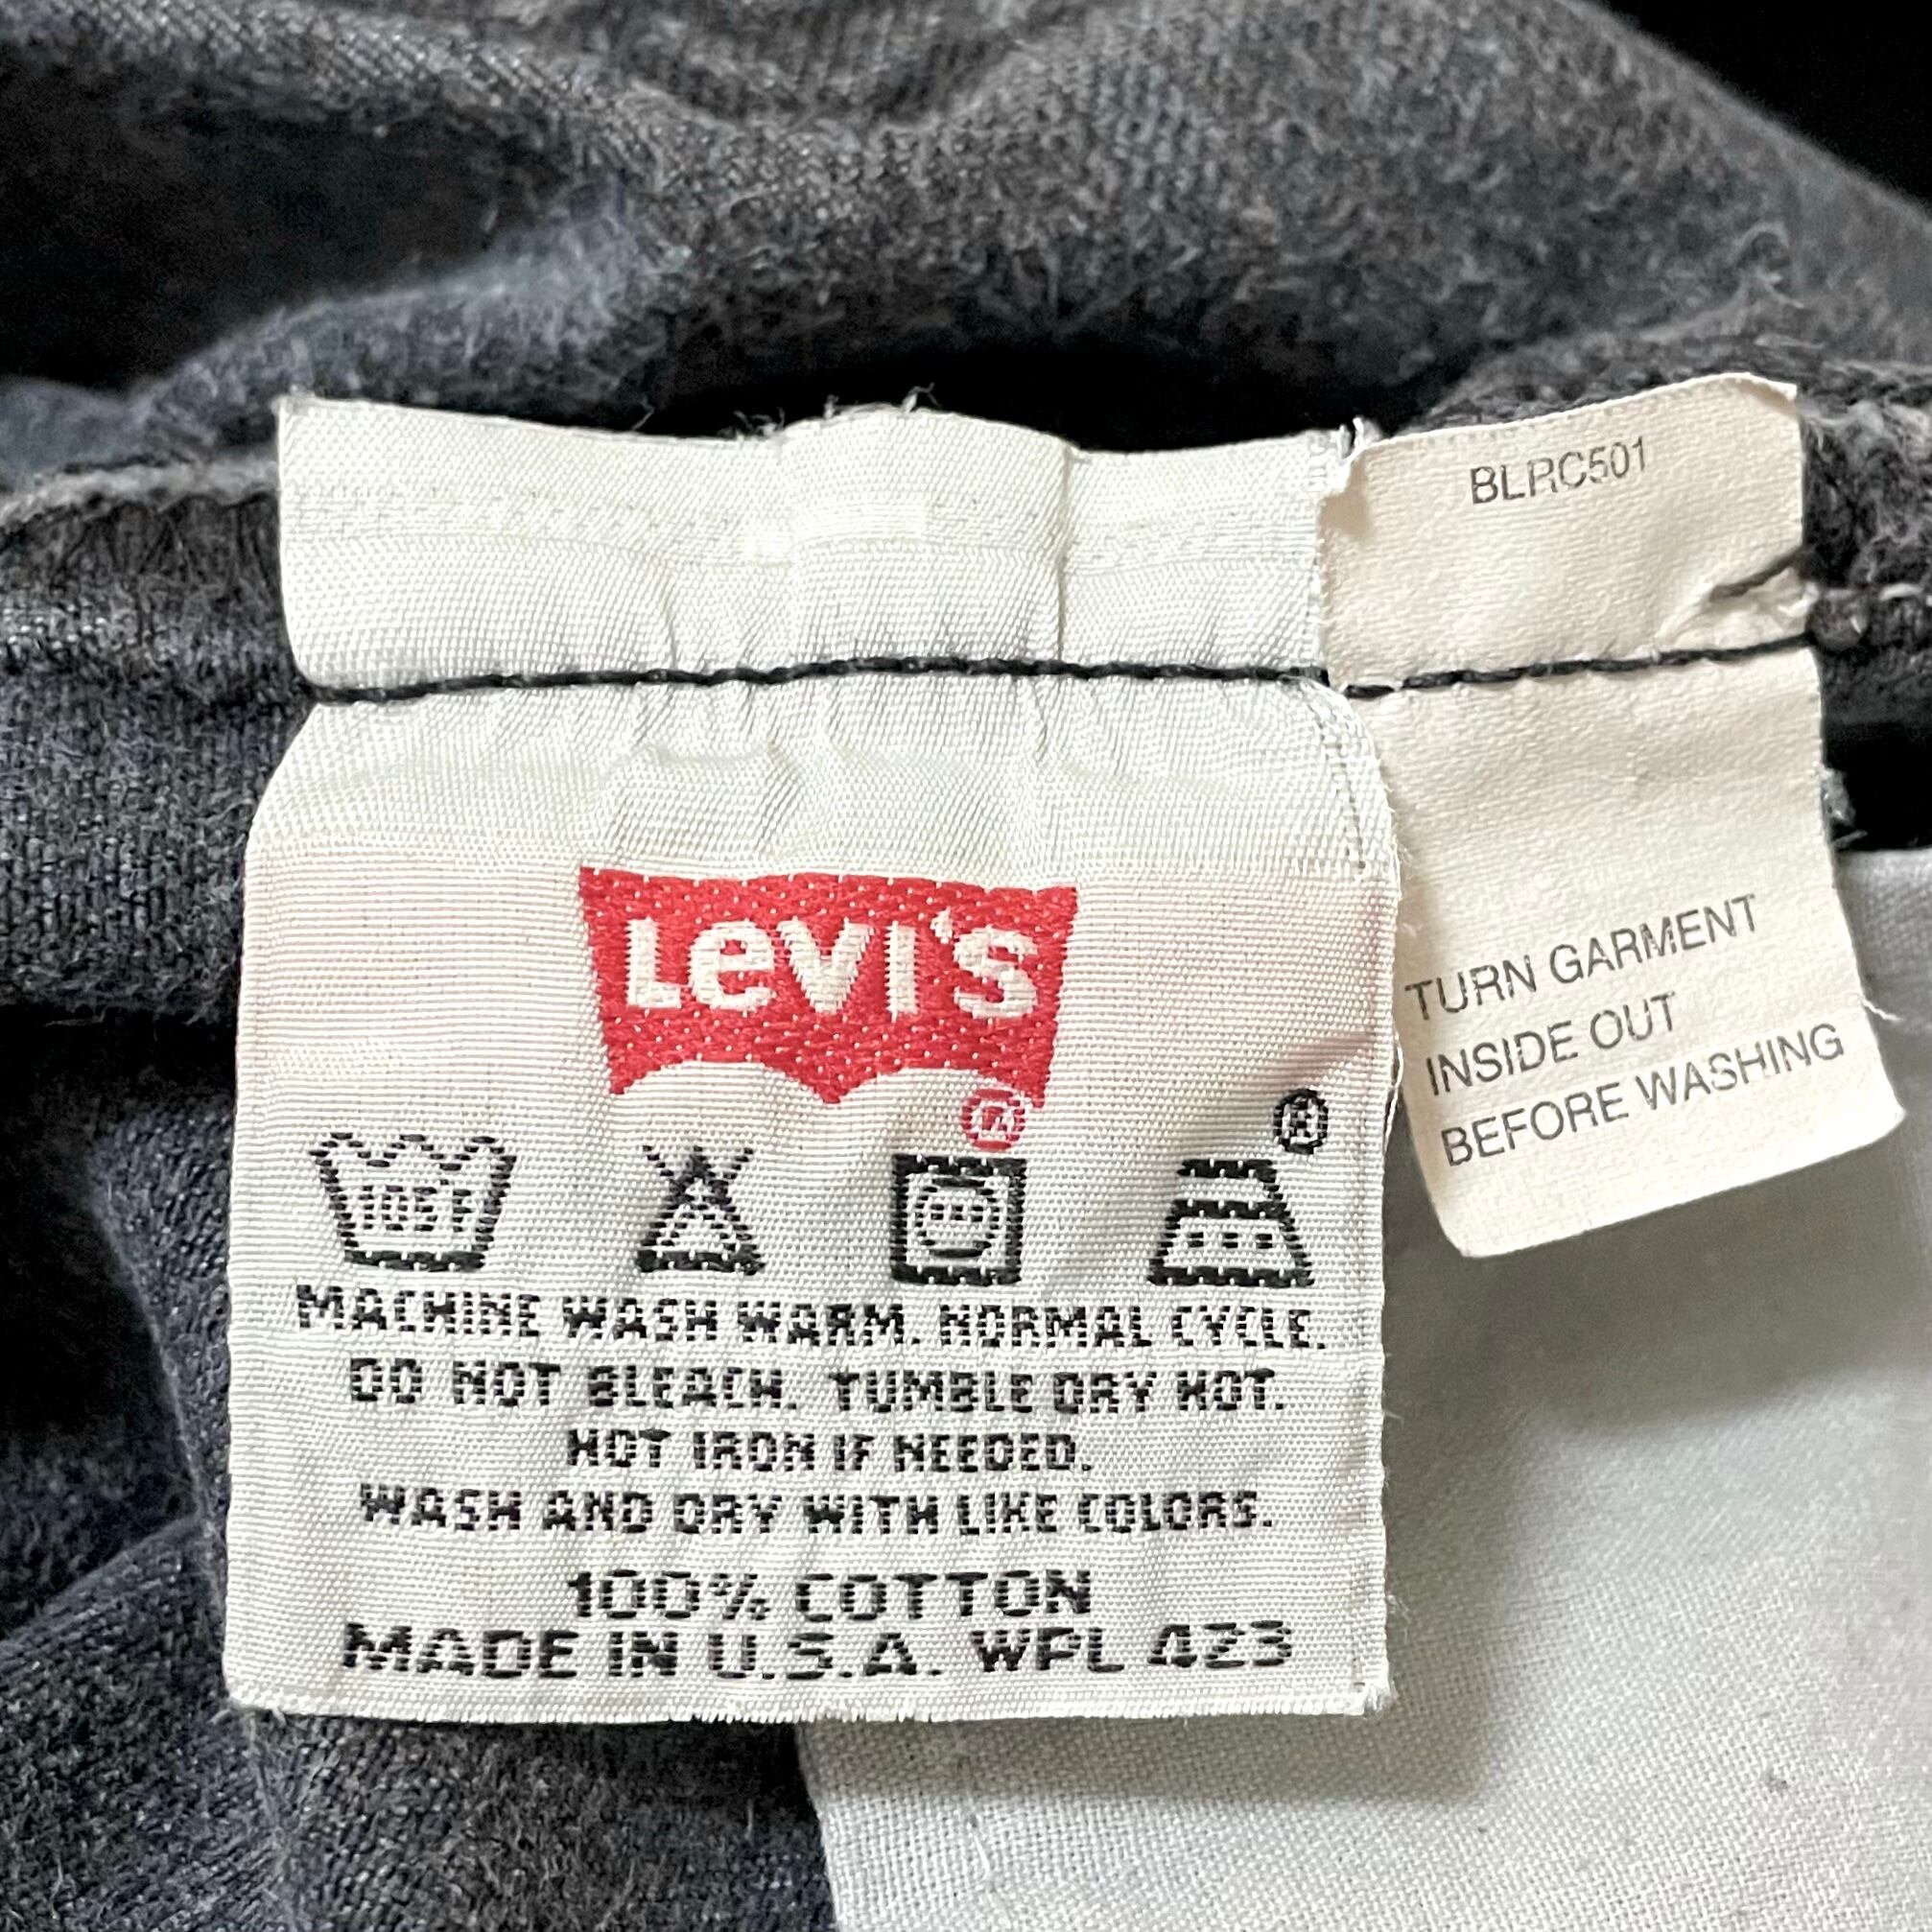 BLRC501
LEVI'S
®
®
105F
MACHINE WASH WARM. NORMAL CYCLE.
DO NOT BLEACH. TUMBLE DRY HOT.
HOT IRON IF NEEDED.
WASH AND DRY WITH LIKE COLORS.
100% COTTON
MADE IN U.S.A. WPL 423
TURN GARMENT
INSIDE OUT
BEFORE WASHING